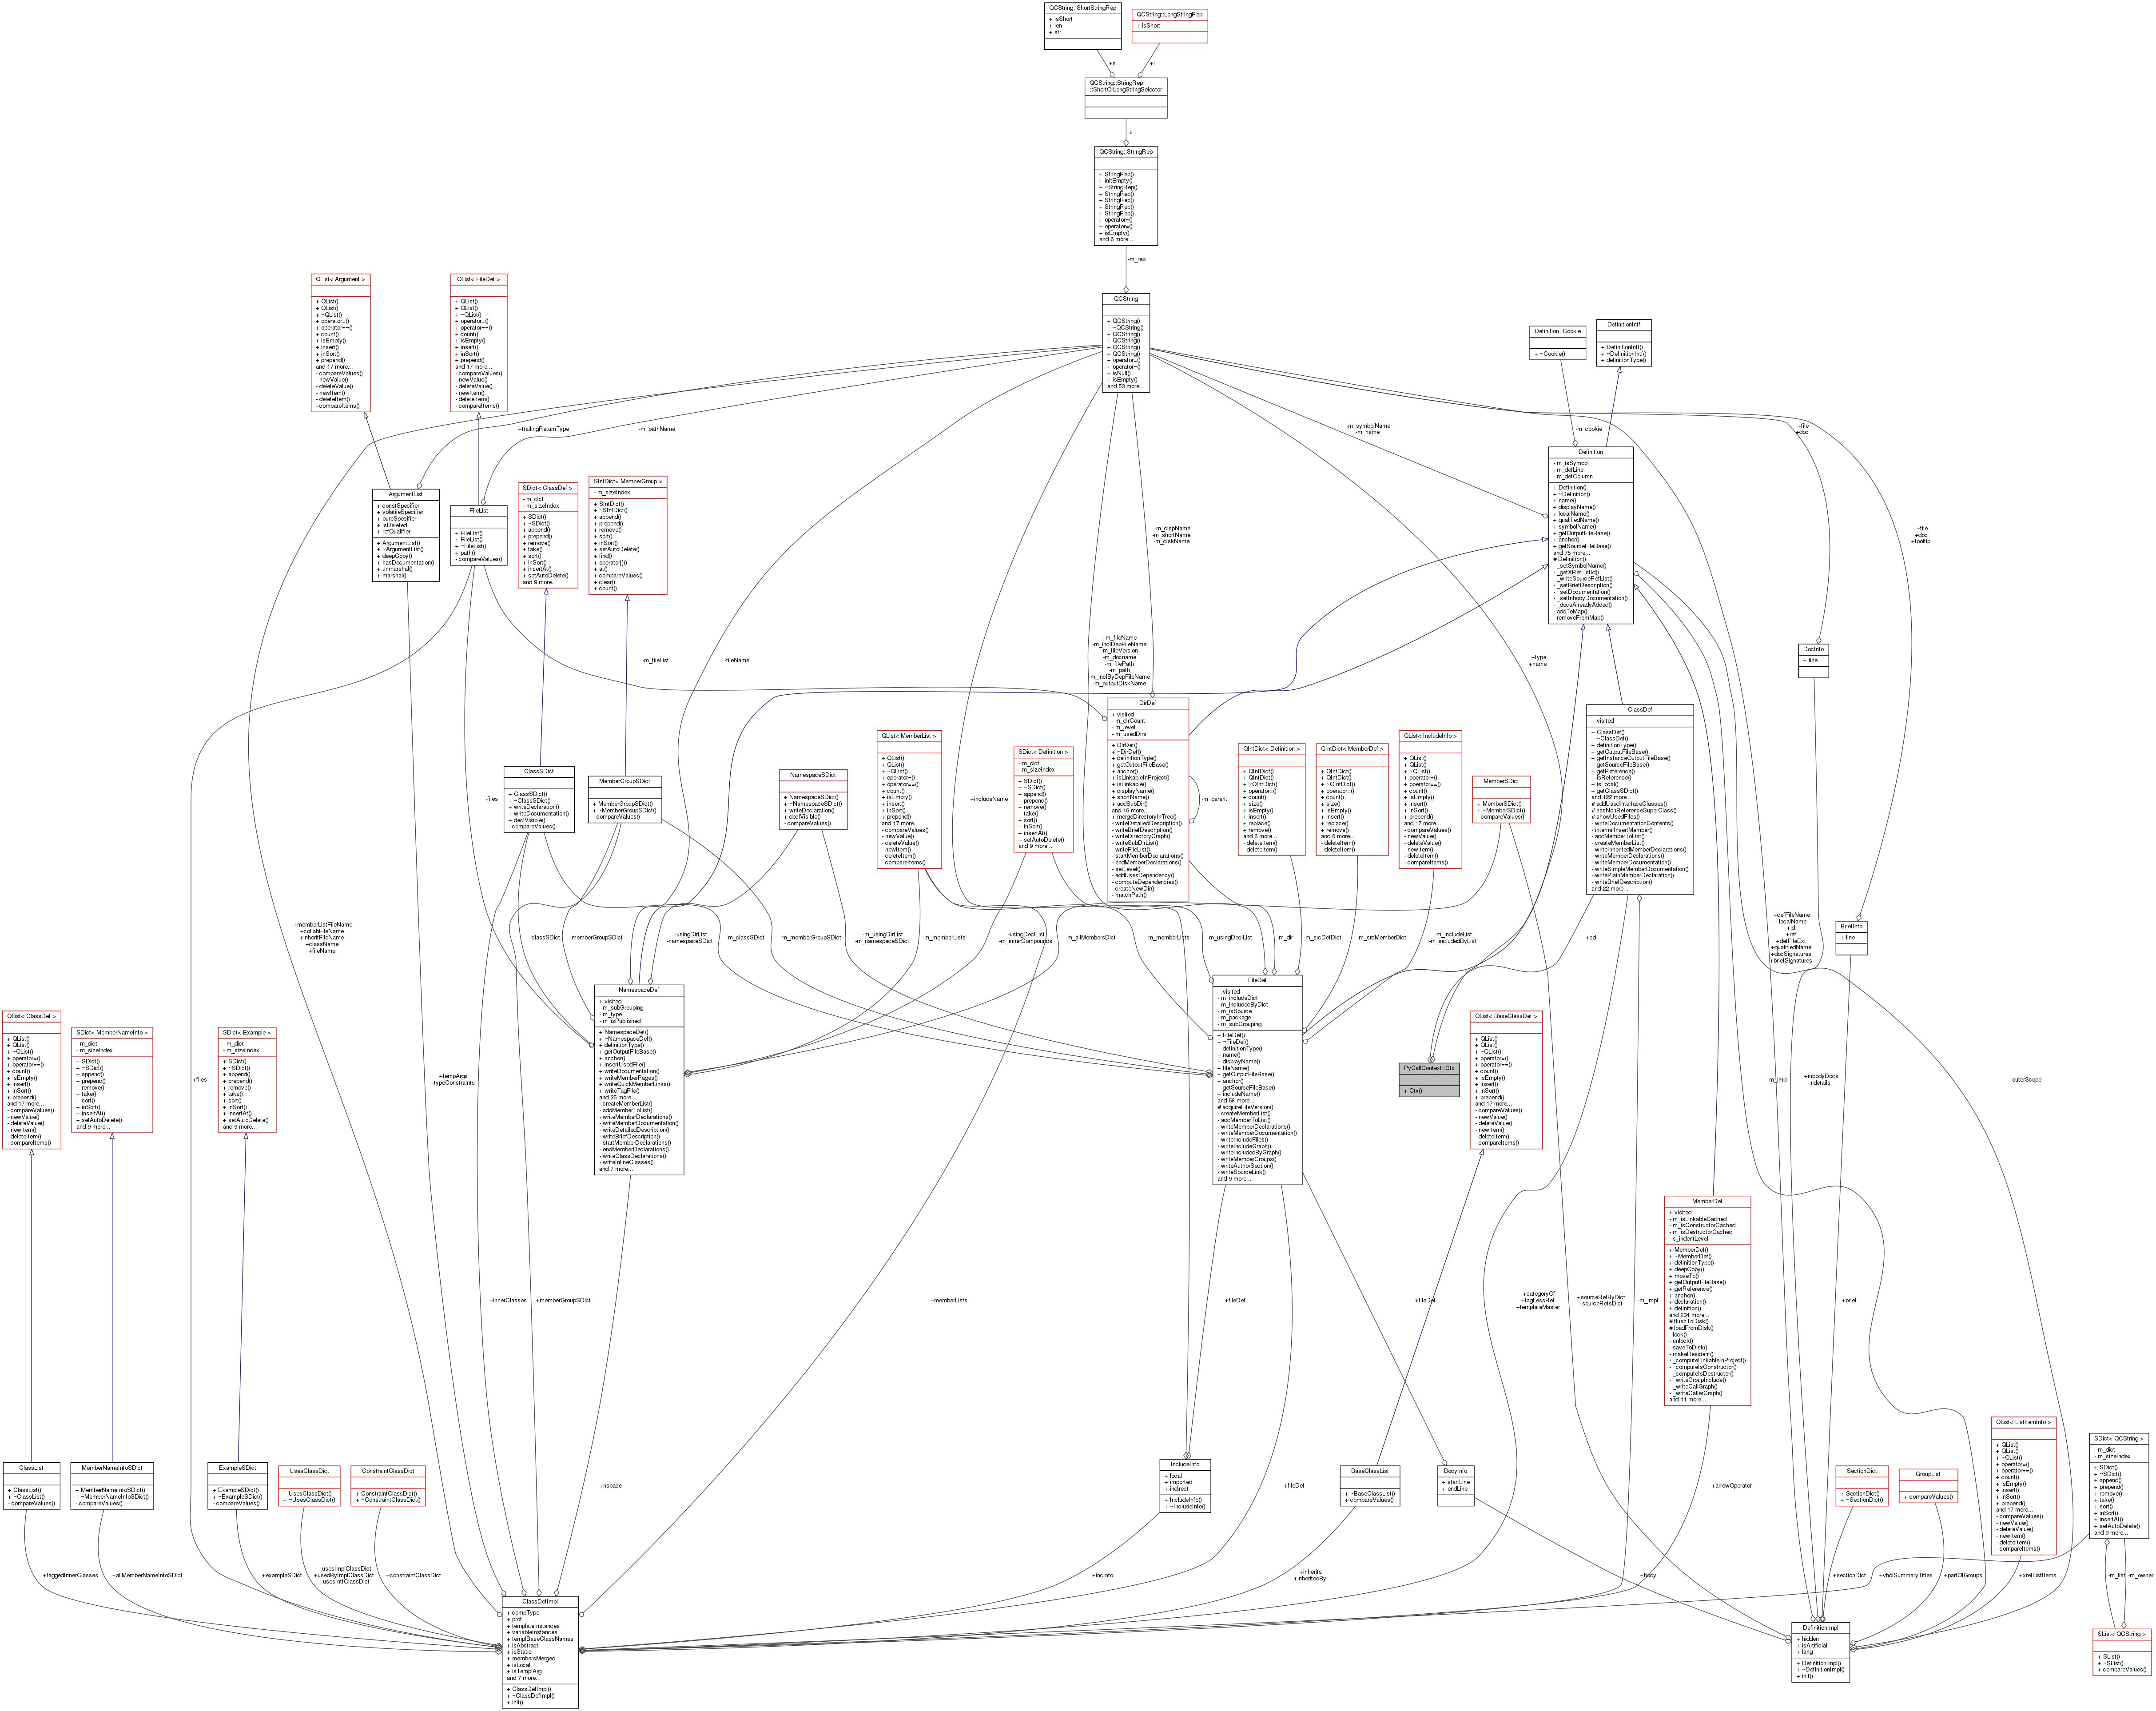 QCString::ShortStringRep
+ isShort
+ len
+ str
QCString::LongStringRep
+ isShort
+s
+l
QCString::StringRep
::ShortOrLongStringSelector
-u
QCString::StringRep
+ StringRep()
+ initEmpty()
+ ~StringRep()
+ StringRep()
+ StringRep()
+ StringRep()
+ StringRep()
+ operator=()
+ operator=()
+ isEmpty()
and 6 more...
-m_rep
QCString
+ QCString()
+ ~QCString()
+ QCString()
+ QCString()
+ QCString()
+ QCString()
+ operator=()
+ operator=()
+ isNull()
+ isEmpty()
and 53 more...
QList< Argument >
+ QList()
+ QList()
+ ~QList()
+ operator=()
+ operator==()
+ count()
+ isEmpty()
+ insert()
+ inSort()
+ prepend()
and 17 more...
- compareValues()
- newValue()
- deleteValue()
- newItem()
- deleteItem()
- compareItems()
QList< FileDef >
+ QList()
+ QList()
+ ~QList()
+ operator=()
+ operator==()
+ count()
+ isEmpty()
+ insert()
+ inSort()
+ prepend()
and 17 more...
- compareValues()
- newValue()
- deleteValue()
- newItem()
- deleteItem()
- compareItems()
Definition::Cookie
+ ~Cookie()
DefinitionIntf
+ DefinitionIntf()
+ ~DefinitionIntf()
+ definitionType()
+trailingReturnType
-m_pathName
-m_symbolName
-m_name
-m_cookie
+file
+doc
Definition
- m_isSymbol
- m_defLine
- m_defColumn
+ Definition()
+ ~Definition()
+ name()
+ displayName()
+ localName()
+ qualifiedName()
+ symbolName()
+ getOutputFileBase()
+ anchor()
+ getSourceFileBase()
and 75 more...
# Definition()
- _setSymbolName()
- _getXRefListId()
- _writeSourceRefList()
- _setBriefDescription()
- _setDocumentation()
- _setInbodyDocumentation()
- _docsAlreadyAdded()
- addToMap()
- removeFromMap()
ArgumentList
+ constSpecifier
+ volatileSpecifier
+ pureSpecifier
+ isDeleted
+ refQualifier
+ ArgumentList()
+ ~ArgumentList()
+ deepCopy()
+ hasDocumentation()
+ unmarshal()
+ marshal()
FileList
+ FileList()
+ FileList()
+ ~FileList()
+ path()
- compareValues()
SDict< ClassDef >
- m_dict
- m_sizeIndex
+ SDict()
+ ~SDict()
+ append()
+ prepend()
+ remove()
+ take()
+ sort()
+ inSort()
+ insertAt()
+ setAutoDelete()
and 9 more...
SIntDict< MemberGroup >
- m_sizeIndex
+ SIntDict()
+ ~SIntDict()
+ append()
+ prepend()
+ remove()
+ sort()
+ inSort()
+ setAutoDelete()
+ find()
+ operator[]()
+ at()
+ compareValues()
+ clear()
+ count()
-m_dispName
-m_shortName
-m_diskName
+file
+doc
+tooltip
-m_fileList
-fileName
-m_fileName
-m_inclDepFileName
-m_fileVersion
-m_docname
-m_filePath
-m_path
-m_inclByDepFileName
-m_outputDiskName
+type
+name
DocInfo
+ line
DirDef
+ visited
- m_dirCount
- m_level
- m_usedDirs
+ DirDef()
+ ~DirDef()
+ definitionType()
+ getOutputFileBase()
+ anchor()
+ isLinkableInProject()
+ isLinkable()
+ displayName()
+ shortName()
+ addSubDir()
and 16 more...
+ mergeDirectoryInTree()
- writeDetailedDescription()
- writeBriefDescription()
- writeDirectoryGraph()
- writeSubDirList()
- writeFileList()
- startMemberDeclarations()
- endMemberDeclarations()
- setLevel()
- addUsesDependency()
- computeDependencies()
- createNewDir()
- matchPath()
-m_parent
ClassDef
+ visited
+ ClassDef()
+ ~ClassDef()
+ definitionType()
+ getOutputFileBase()
+ getInstanceOutputFileBase()
+ getSourceFileBase()
+ getReference()
+ isReference()
+ isLocal()
+ getClassSDict()
and 122 more...
# addUsedInterfaceClasses()
# hasNonReferenceSuperClass()
# showUsedFiles()
- writeDocumentationContents()
- internalInsertMember()
- addMemberToList()
- createMemberList()
- writeInheritedMemberDeclarations()
- writeMemberDeclarations()
- writeMemberDocumentation()
- writeSimpleMemberDocumentation()
- writePlainMemberDeclaration()
- writeBriefDescription()
and 22 more...
QList< MemberList >
+ QList()
+ QList()
+ ~QList()
+ operator=()
+ operator==()
+ count()
+ isEmpty()
+ insert()
+ inSort()
+ prepend()
and 17 more...
- compareValues()
- newValue()
- deleteValue()
- newItem()
- deleteItem()
- compareItems()
SDict< Definition >
- m_dict
- m_sizeIndex
+ SDict()
+ ~SDict()
+ append()
+ prepend()
+ remove()
+ take()
+ sort()
+ inSort()
+ insertAt()
+ setAutoDelete()
and 9 more...
QIntDict< Definition >
+ QIntDict()
+ QIntDict()
+ ~QIntDict()
+ operator=()
+ count()
+ size()
+ isEmpty()
+ insert()
+ replace()
+ remove()
and 6 more...
- deleteItem()
- deleteItem()
QIntDict< MemberDef >
+ QIntDict()
+ QIntDict()
+ ~QIntDict()
+ operator=()
+ count()
+ size()
+ isEmpty()
+ insert()
+ replace()
+ remove()
and 6 more...
- deleteItem()
- deleteItem()
QList< IncludeInfo >
+ QList()
+ QList()
+ ~QList()
+ operator=()
+ operator==()
+ count()
+ isEmpty()
+ insert()
+ inSort()
+ prepend()
and 17 more...
- compareValues()
- newValue()
- deleteValue()
- newItem()
- deleteItem()
- compareItems()
MemberSDict
+ MemberSDict()
+ ~MemberSDict()
- compareValues()
ClassSDict
+ ClassSDict()
+ ~ClassSDict()
+ writeDeclaration()
+ writeDocumentation()
+ declVisible()
- compareValues()
MemberGroupSDict
+ MemberGroupSDict()
+ ~MemberGroupSDict()
- compareValues()
NamespaceSDict
+ NamespaceSDict()
+ ~NamespaceSDict()
+ writeDeclaration()
+ declVisible()
- compareValues()
-files
+includeName
+memberListFileName
+collabFileName
+inheritFileName
+className
+fileName
-classSDict
-memberGroupSDict
-usingDirList
-namespaceSDict
-m_classSDict
-m_memberGroupSDict
-m_usingDirList
-m_namespaceSDict
-m_memberLists
-usingDeclList
-m_innerCompounds
-m_allMembersDict
-m_memberLists
-m_usingDeclList
-m_dir
-m_srcDefDict
-m_srcMemberDict
-m_includeList
-m_includedByList
+cd
+defFileName
+localName
+id
+ref
+defFileExt
+qualifiedName
+docSignatures
+briefSignatures
BriefInfo
+ line
NamespaceDef
+ visited
- m_subGrouping
- m_type
- m_isPublished
+ NamespaceDef()
+ ~NamespaceDef()
+ definitionType()
+ getOutputFileBase()
+ anchor()
+ insertUsedFile()
+ writeDocumentation()
+ writeMemberPages()
+ writeQuickMemberLinks()
+ writeTagFile()
and 35 more...
- createMemberList()
- addMemberToList()
- writeMemberDeclarations()
- writeMemberDocumentation()
- writeDetailedDescription()
- writeBriefDescription()
- startMemberDeclarations()
- endMemberDeclarations()
- writeClassDeclarations()
- writeInlineClasses()
and 7 more...
FileDef
+ visited
- m_includeDict
- m_includedByDict
- m_isSource
- m_package
- m_subGrouping
+ FileDef()
+ ~FileDef()
+ definitionType()
+ name()
+ displayName()
+ fileName()
+ getOutputFileBase()
+ anchor()
+ getSourceFileBase()
+ includeName()
and 58 more...
# acquireFileVersion()
- createMemberList()
- addMemberToList()
- writeMemberDeclarations()
- writeMemberDocumentation()
- writeIncludeFiles()
- writeIncludeGraph()
- writeIncludedByGraph()
- writeMemberGroups()
- writeAuthorSection()
- writeSourceLink()
and 9 more...
PyCallContext::Ctx
+ Ctx()
QList< BaseClassDef >
+ QList()
+ QList()
+ ~QList()
+ operator=()
+ operator==()
+ count()
+ isEmpty()
+ insert()
+ inSort()
+ prepend()
and 17 more...
- compareValues()
- newValue()
- deleteValue()
- newItem()
- deleteItem()
- compareItems()
QList< ClassDef >
+ QList()
+ QList()
+ ~QList()
+ operator=()
+ operator==()
+ count()
+ isEmpty()
+ insert()
+ inSort()
+ prepend()
and 17 more...
- compareValues()
- newValue()
- deleteValue()
- newItem()
- deleteItem()
- compareItems()
SDict< MemberNameInfo >
- m_dict
- m_sizeIndex
+ SDict()
+ ~SDict()
+ append()
+ prepend()
+ remove()
+ take()
+ sort()
+ inSort()
+ insertAt()
+ setAutoDelete()
and 9 more...
SDict< Example >
- m_dict
- m_sizeIndex
+ SDict()
+ ~SDict()
+ append()
+ prepend()
+ remove()
+ take()
+ sort()
+ inSort()
+ insertAt()
+ setAutoDelete()
and 9 more...
+files
+tempArgs
+typeConstraints
-m_impl
+inbodyDocs
+details
+outerScope
MemberDef
+ visited
- m_isLinkableCached
- m_isConstructorCached
- m_isDestructorCached
- s_indentLevel
+ MemberDef()
+ ~MemberDef()
+ definitionType()
+ deepCopy()
+ moveTo()
+ getOutputFileBase()
+ getReference()
+ anchor()
+ declaration()
+ definition()
and 234 more...
# flushToDisk()
# loadFromDisk()
- lock()
- unlock()
- saveToDisk()
- makeResident()
- _computeLinkableInProject()
- _computeIsConstructor()
- _computeIsDestructor()
- _writeGroupInclude()
- _writeCallGraph()
- _writeCallerGraph()
and 11 more...
+innerClasses
+memberGroupSDict
+memberLists
+fileDef
+fileDef
+categoryOf
+tagLessRef
+templateMaster
+sourceRefByDict
+sourceRefsDict
-m_impl
+brief
ClassList
+ ClassList()
+ ~ClassList()
- compareValues()
MemberNameInfoSDict
+ MemberNameInfoSDict()
+ ~MemberNameInfoSDict()
- compareValues()
ExampleSDict
+ ExampleSDict()
+ ~ExampleSDict()
- compareValues()
UsesClassDict
+ UsesClassDict()
+ ~UsesClassDict()
ConstraintClassDict
+ ConstraintClassDict()
+ ~ConstraintClassDict()
+nspace
IncludeInfo
+ local
+ imported
+ indirect
+ IncludeInfo()
+ ~IncludeInfo()
+fileDef
BaseClassList
+ ~BaseClassList()
+ compareValues()
BodyInfo
+ startLine
+ endLine
+arrowOperator
SectionDict
+ SectionDict()
+ ~SectionDict()
GroupList
+ compareValues()
QList< ListItemInfo >
+ QList()
+ QList()
+ ~QList()
+ operator=()
+ operator==()
+ count()
+ isEmpty()
+ insert()
+ inSort()
+ prepend()
and 17 more...
- compareValues()
- newValue()
- deleteValue()
- newItem()
- deleteItem()
- compareItems()
SDict< QCString >
- m_dict
- m_sizeIndex
+ SDict()
+ ~SDict()
+ append()
+ prepend()
+ remove()
+ take()
+ sort()
+ inSort()
+ insertAt()
+ setAutoDelete()
and 9 more...
+taggedInnerClasses
+allMemberNameInfoSDict
+exampleSDict
+usesImplClassDict
+usedByImplClassDict
+usesIntfClassDict
+constraintClassDict
+incInfo
+inherits
+inheritedBy
+body
+sectionDict
+vhdlSummaryTitles
+partOfGroups
+xrefListItems
-m_list
-m_owner
ClassDefImpl
+ compType
+ prot
+ templateInstances
+ variableInstances
+ templBaseClassNames
+ isAbstract
+ isStatic
+ membersMerged
+ isLocal
+ isTemplArg
and 7 more...
+ ClassDefImpl()
+ ~ClassDefImpl()
+ init()
DefinitionImpl
+ hidden
+ isArtificial
+ lang
+ DefinitionImpl()
+ ~DefinitionImpl()
+ init()
SList< QCString >
+ SList()
+ ~SList()
+ compareValues()